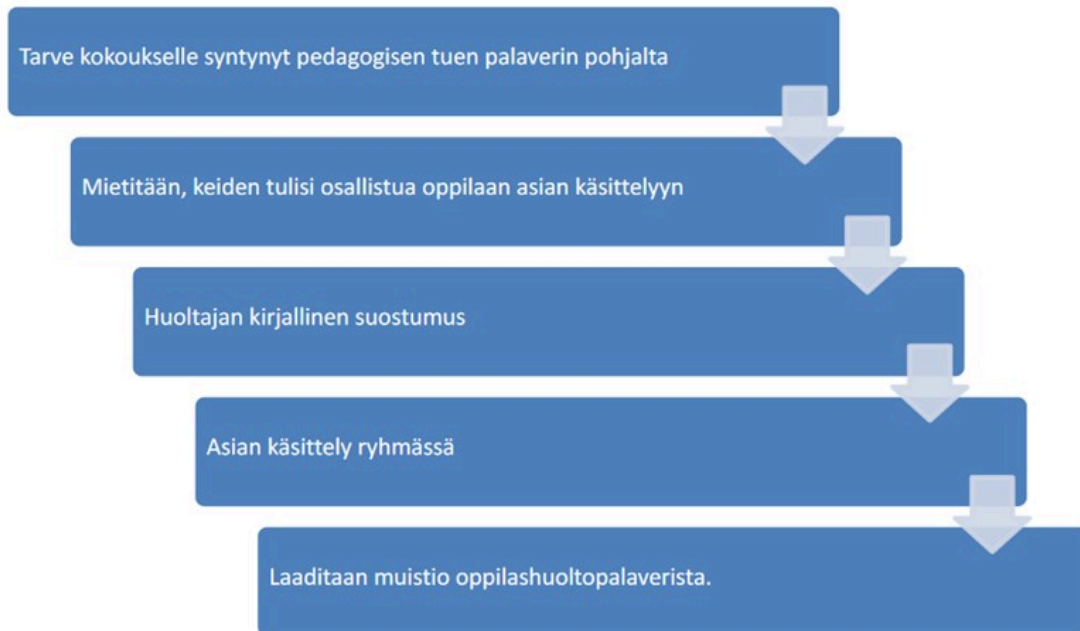 Tarve kokoukselle syntynyt pedagogisen tuen palaverin pohjalta
Mietitään, keiden tulisi osallistua oppilaan asian käsittelyyn
Huoltajan kirjallinen suostumus
Asian käsittely ryhmässä
Laaditaan muistio oppilashuoltopalaverista.